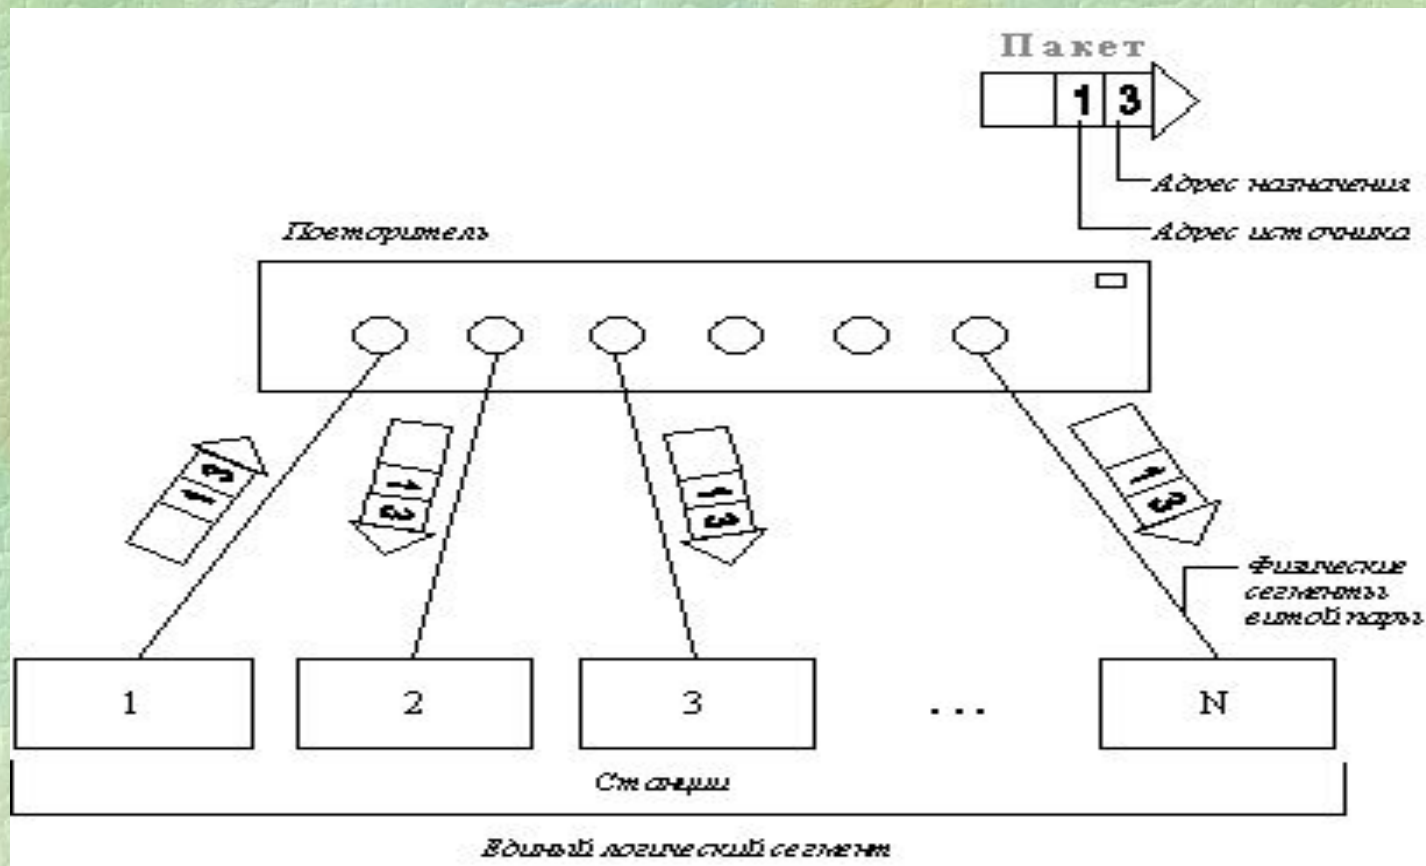 Пакет
1 3
Адрес назначения
Адрес источника
Повторитель
1 3
1 3
1 3
1 3
Физические
сегменты
витой пары
1
2
3
...
N
Станции
Единый логический сегмент